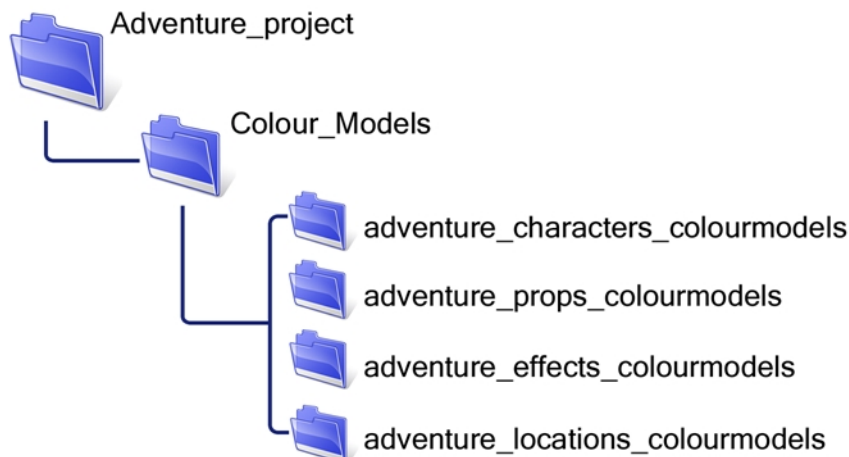 Adventure_project
Colour_Models
adventure_characters_colourmodels
adventure_props_colourmodels
adventure_effects_colourmodels
adventure_locations_colourmodels